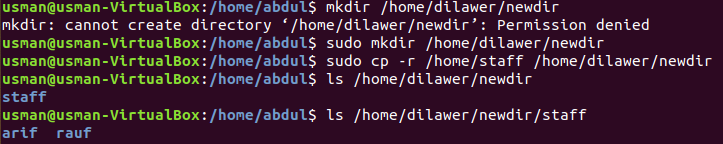 usman@usman-VirtualBox:/home/abdul$ mkdir /home/dilawer/newdir
mkdir: cannot create directory ‘/home/dilawer/newdir’: Permission denied
usman@usman-VirtualBox:/home/abdul$ sudo mkdir /home/dilawer/newdir
usman@usman-VirtualBox:/home/abdul$ sudo cp -r /home/staff /home/dilawer/newdir
usman@usman-VirtualBox:/home/abdul$ ls /home/dilawer/newdir
staff
usman@usman-VirtualBox:/home/abdul$ ls /home/dilawer/newdir/staff
arif  rauf